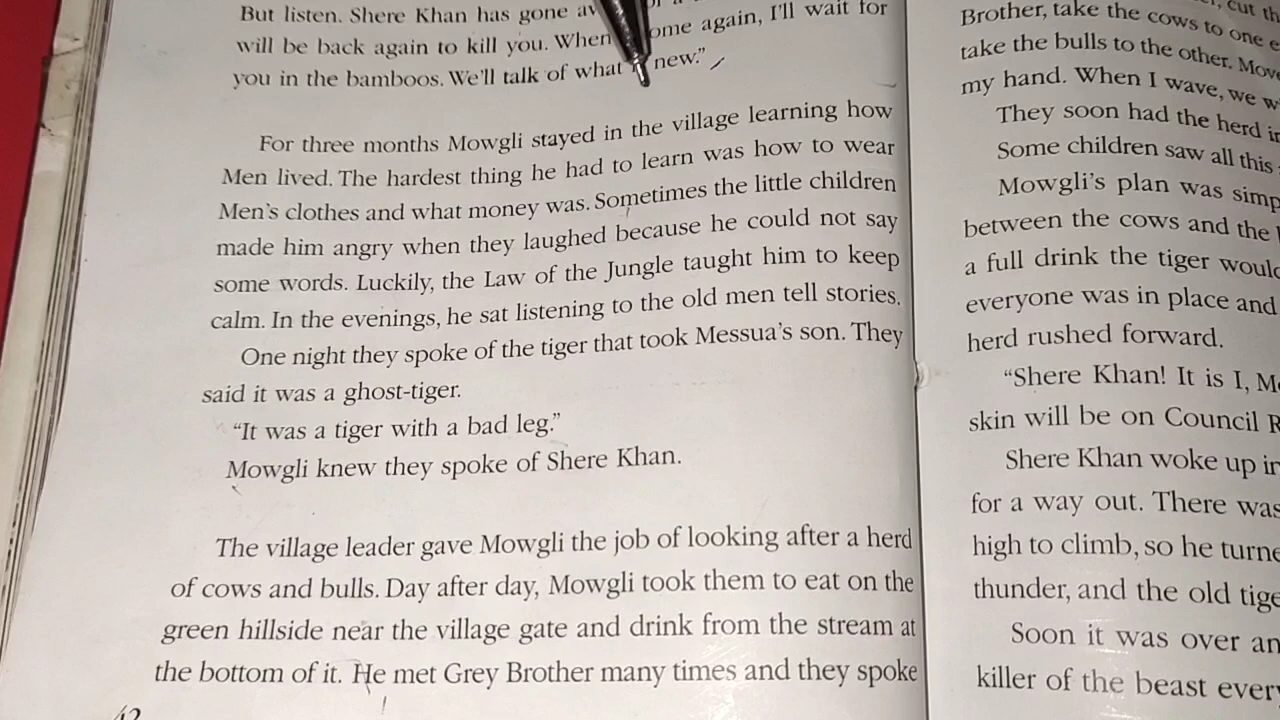 But listen. Shere Khan has gone
will be back again to kill you. When again, I'll wait for
you in the bamboos. We'll talk of what new."
For three months Mowgli stayed in the village learning how
Men lived. The hardest thing he had to learn was how to wear
Men's clothes and what money was. Sometimes the little children
made him angry when they laughed because he could not say
some words. Luckily, the Law of the Jungle taught him to keep
calm. In the evenings, he sat listening to the old men tell stories.
One night they spoke of the tiger that took Messua's son. They
said it was a ghost-tiger.
"It was a tiger with a bad leg."
Mowgli knew they spoke of Shere Khan.
The village leader gave Mowgli the job of looking after a herd
of cows and bulls. Day after day, Mowgli took them to eat on the
green hillside near the village gate and drink from the stream at
the bottom of it. He met Grey Brother many times and they spoke
cut
Brother, take the cows to one
take the bulls to the other.
my hand. When I wave, we
They soon had the herd
Some children saw all this
Mowgli's plan was
between the cows and the
a full drink the tiger
everyone was in place and
herd rushed forward.
"Shere Khan! It is I,
skin will be on Council
Shere Khan woke up
for a way out. There
high to climb, so he
thunder, and the old
Soon it was over
killer of the beast